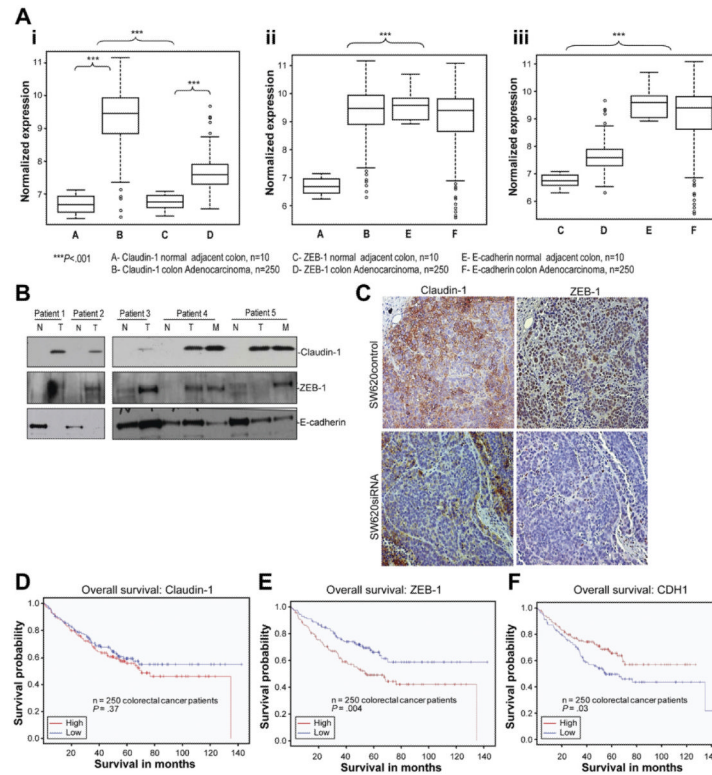 A
i
ii
iii
***
***
***
***
***
Normalized expression
11
10
9
8
7
A
B
C
D
Normalized expression
11
10
9
8
7
6
A
B
E
F
Normalized expression
11
10
9
8
7
6
C
D
E
F
***P<.001
A- Claudin-1 normal adjacent colon, n=10
B- Claudin-1 colon Adenocarcinoma, n=250
C- ZEB-1 normal adjacent colon, n=10
D- ZEB-1 colon Adenocarcinoma, n=250
E- E-cadherin normal adjacent colon, n=10
F- E-cadherin colon Adenocarcinoma, n=250
B
Patient 1 Patient 2 Patient 3 Patient 4 Patient 5
N T N T N T N T M N T M
-Claudin-1
-ZEB-1
-E-cadherin
C
Claudin-1 ZEB-1
SW620control
SW620siRNA
D
Overall survival: Claudin-1
Survival probability
1.0
0.8
0.6
0.4
0.2
0.0
n = 250 colorectal cancer patients
P = .37
High
Low
0 20 40 60 80 100 120 140
Survival in months
E
Overall survival: ZEB-1
Survival probability
1.0
0.8
0.6
0.4
0.2
0.0
n = 250 colorectal cancer patients
P = .004
High
Low
0 20 40 60 80 100 120 140
Survival in months
F
Overall survival: CDH1
Survival probability
1.0
0.8
0.6
0.4
0.2
0.0
n = 250 colorectal cancer patients
P = .03
High
Low
0 20 40 60 80 100 120 140
Survival in months